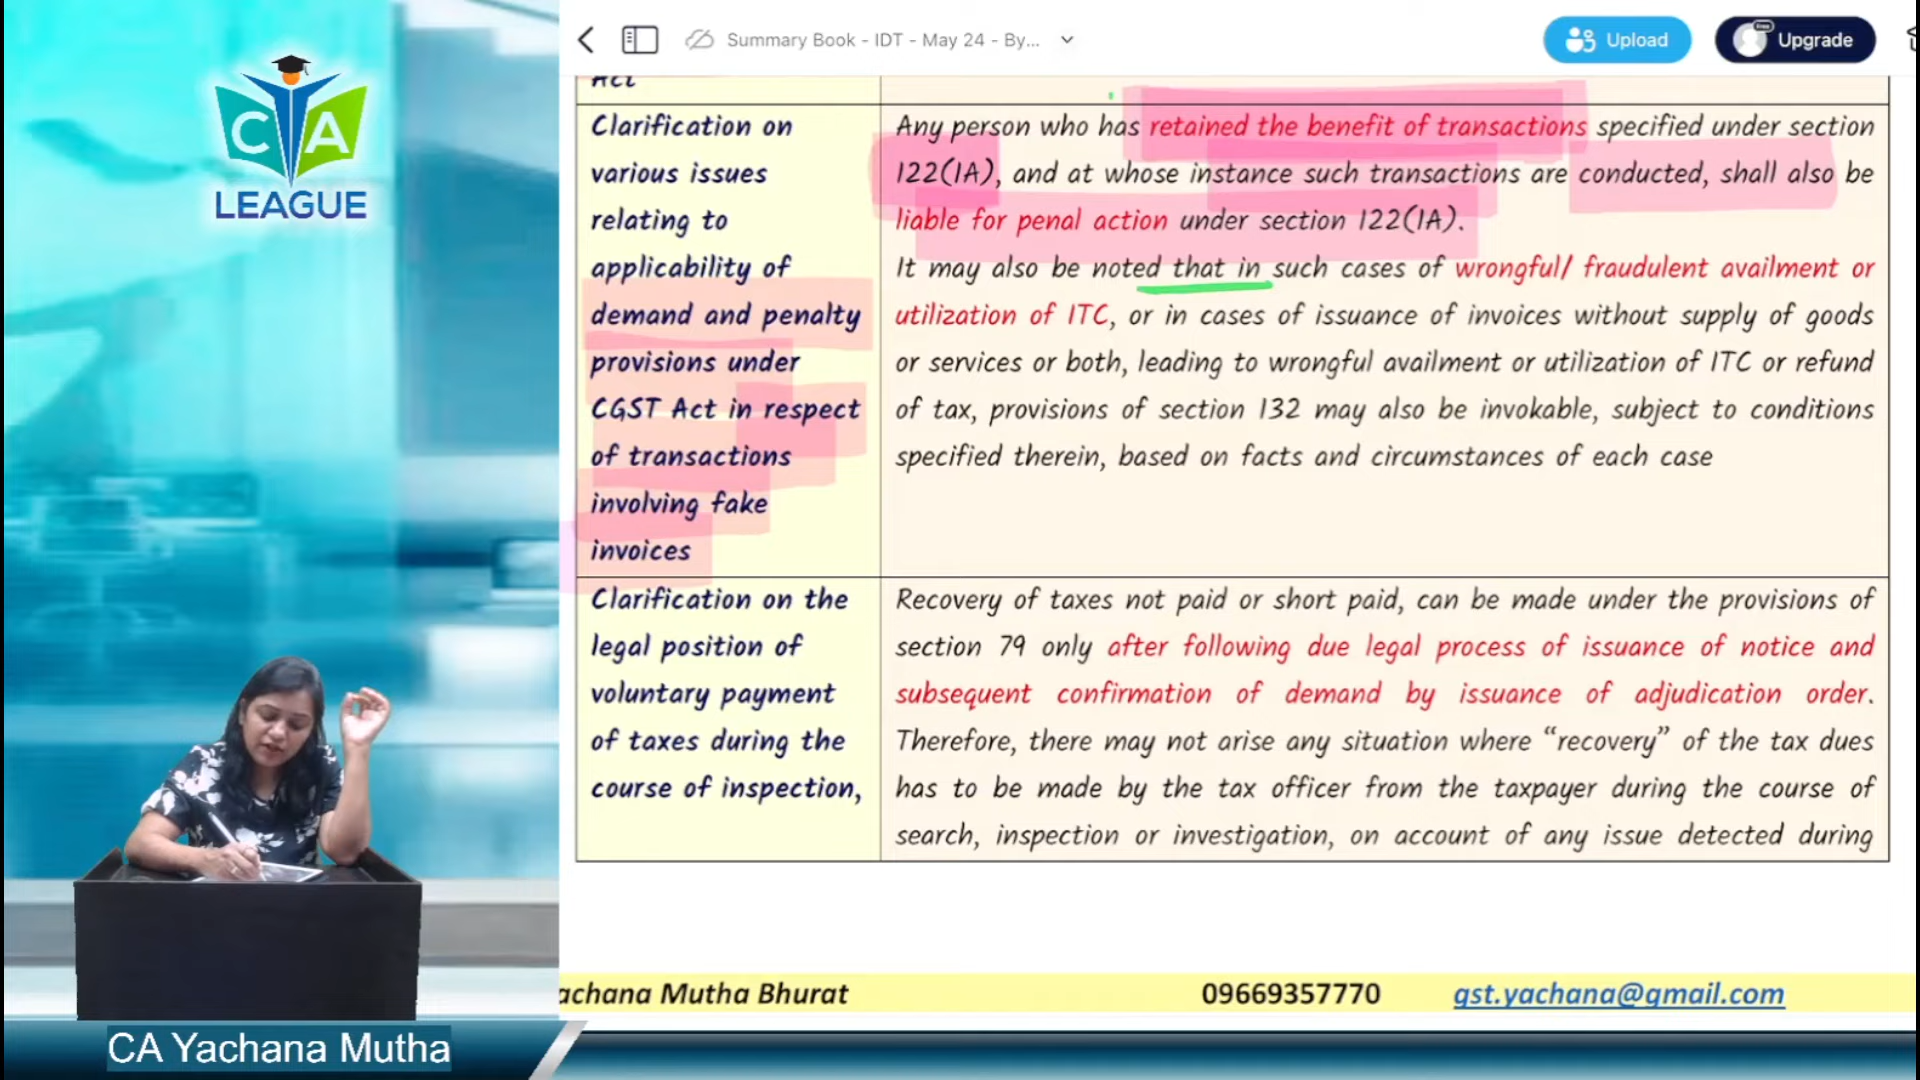 CA
LEAGUE
Summary Book - IDT - May 24 - By...
Upload
Upgrade
Act
Clarification on
various issues
relating to
applicability of
demand and penalty
provisions under
CGST Act in respect
of transactions
involving fake
invoices
Any person who has retained the benefit of transactions specified under section
122(1A), and at whose instance such transactions are conducted, shall also be
liable for penal action under section 122(1A).
It may also be noted that in such cases of wrongful/ fraudulent availment or
utilization of ITC, or in cases of issuance of invoices without supply of goods
or services or both, leading to wrongful availment or utilization of ITC or refund
of tax, provisions of section 132 may also be invokable, subject to conditions
specified therein, based on facts and circumstances of each case
Clarification on the
legal position of
voluntary payment
of taxes during the
course of inspection,
Recovery of taxes not paid or short paid, can be made under the provisions of
section 79 only after following due legal process of issuance of notice and
subsequent confirmation of demand by issuance of adjudication order.
Therefore, there may not arise any situation where “recovery” of the tax dues
has to be made by the tax officer from the taxpayer during the course of
search, inspection or investigation, on account of any issue detected during
achana Mutha Bhurat 09669357770 gst.yachana@gmail.com
CA Yachana Mutha